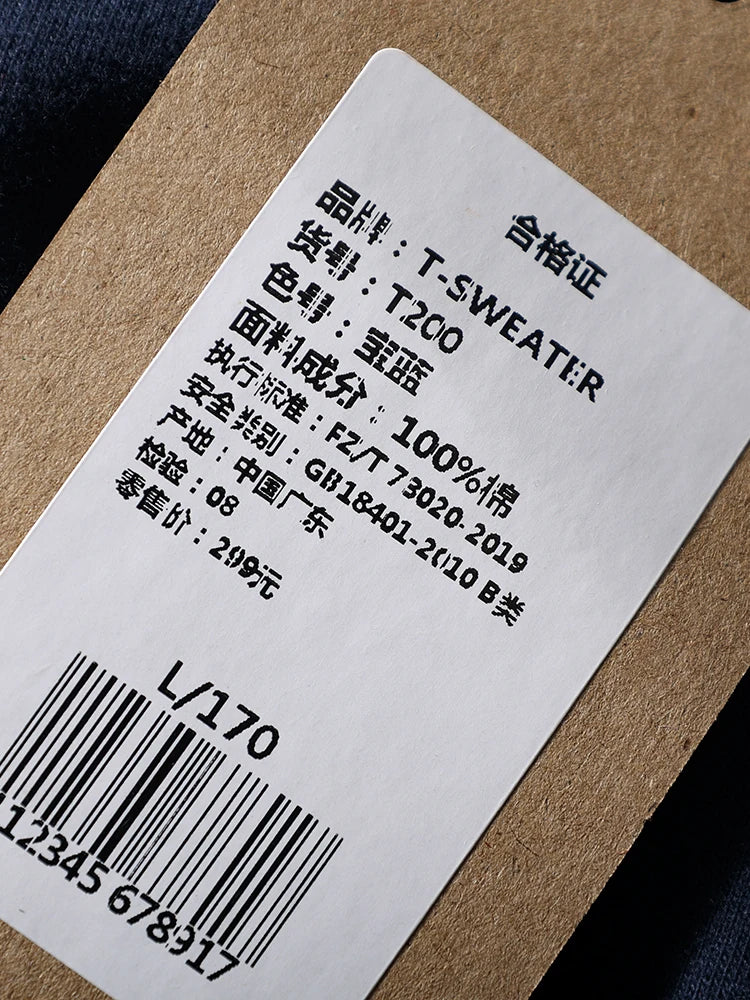 合格证
品牌：T-SWEATER
货号：T200
色号：宝蓝
面料成分：100%棉
执行标准：FZ/T 73020-2019
安全类别：GB18401-2010 B类
产地：中国广东
检验：08
零售价：299元
L/170
12345 678917